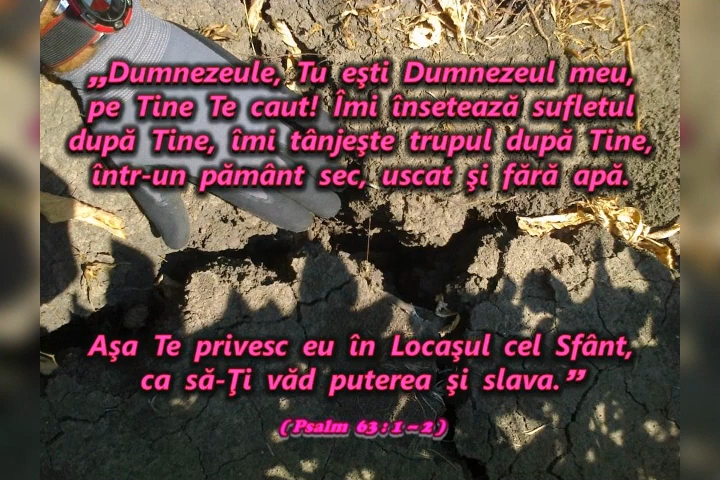 „Dumnezeule, Tu eşti Dumnezeul meu,
pe Tine Te caut! Îmi însetează sufletul
după Tine, îmi tânjeşte trupul după Tine,
într-un pământ sec, uscat şi fără apă.
Aşa Te privesc eu în Locaşul cel Sfânt,
ca să-Ţi văd puterea şi slava.”
( Psalm 63 : 1 – 2 )